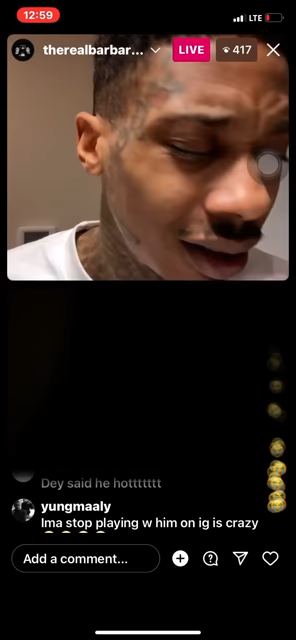 12:59
LTE
therealbarbar...
LIVE
417
Dey said he hottttttt
yungmaaly
Ima stop playing w him on ig is crazy
Add a comment...